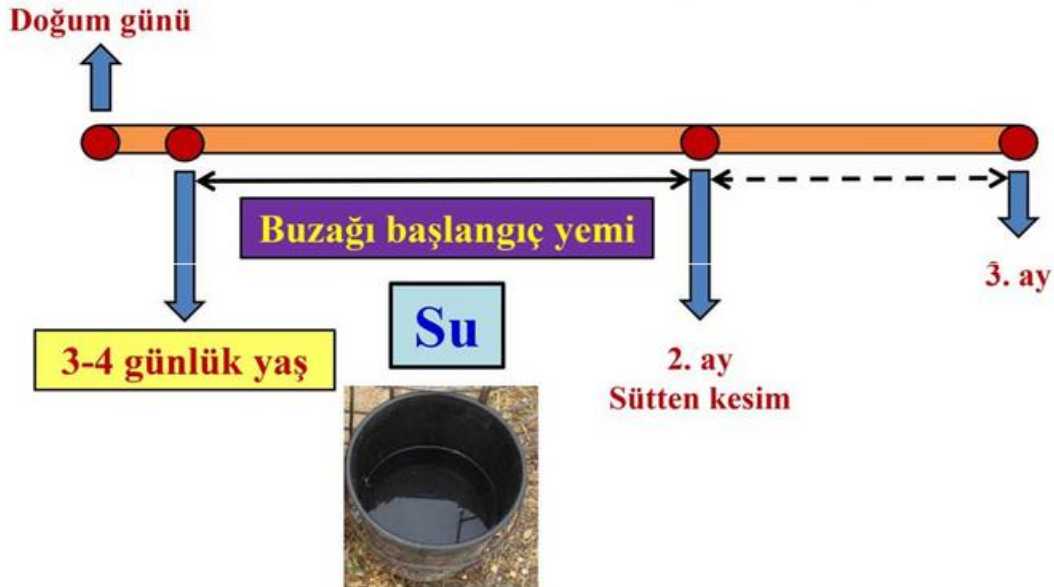 Doğum günü
Buzağı başlangıç yemi
3. ay
Su
3-4 günlük yaş
2. ay
Sütten kesim